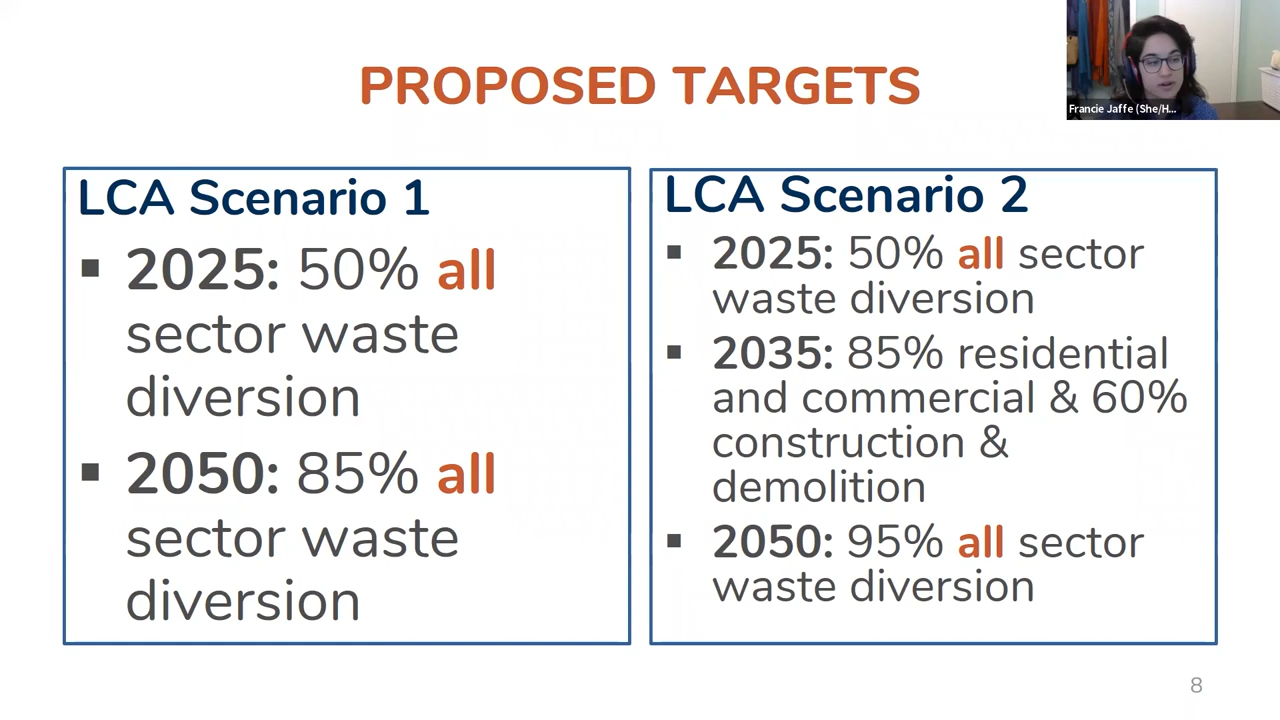 PROPOSED TARGETS
Francie Jaffe (She/H...
LCA Scenario 1
▪ 2025: 50% all
sector waste
diversion
▪ 2050: 85% all
sector waste
diversion
LCA Scenario 2
▪ 2025: 50% all sector
waste diversion
▪ 2035: 85% residential
and commercial & 60%
construction &
demolition
▪ 2050: 95% all sector
waste diversion
8